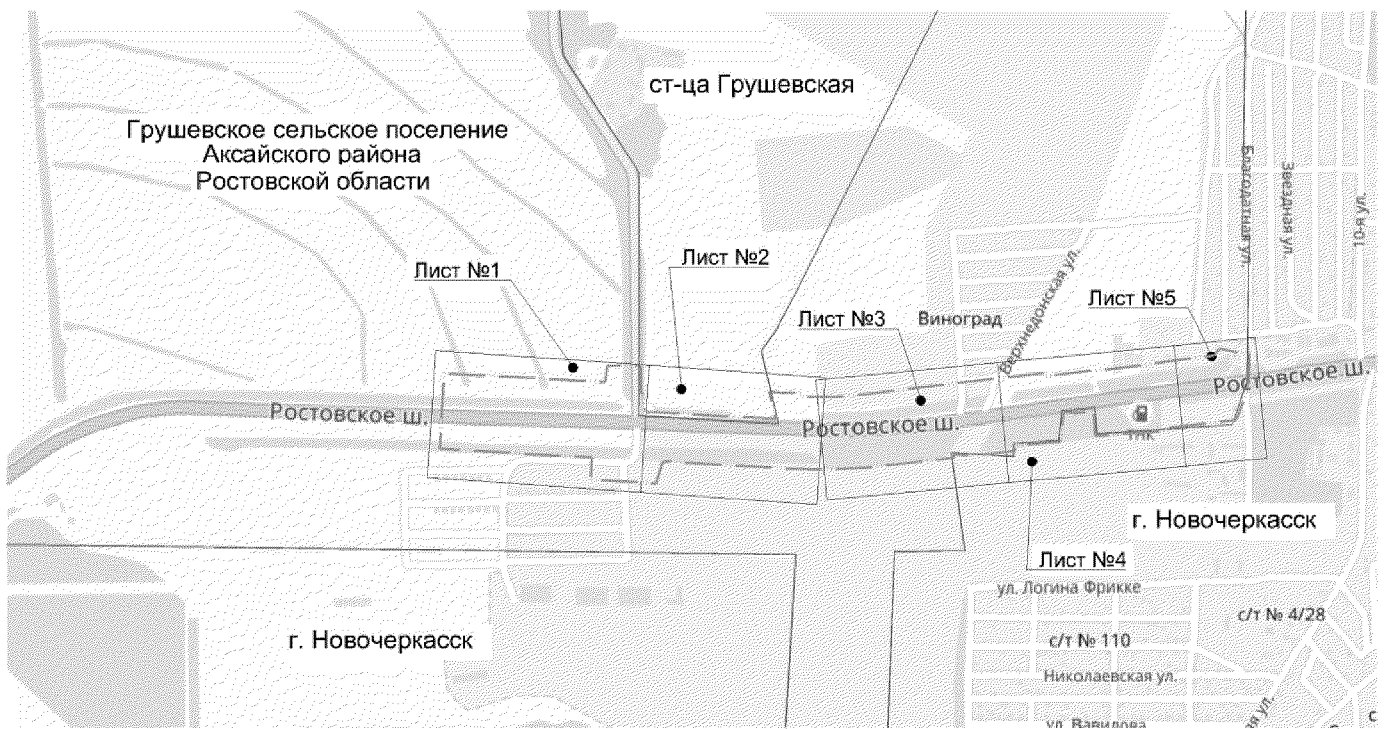 ст-ца Грушевская
Грушевское сельское поселение
Аксайского района
Ростовской области
Благодатная ул.
Звездная ул.
10-я ул.
Лист №1
Лист №2
Лист №3
Виноград
Верхнедонская ул.
Лист №5
Ростовское ш.
Ростовское ш.
Ростовское ш.
г. Новочеркасск
Лист №4
ул. Логина Фрикке
с/т № 4/28
с/т № 110
г. Новочеркасск
Николаевская ул.
ул. Вавилова